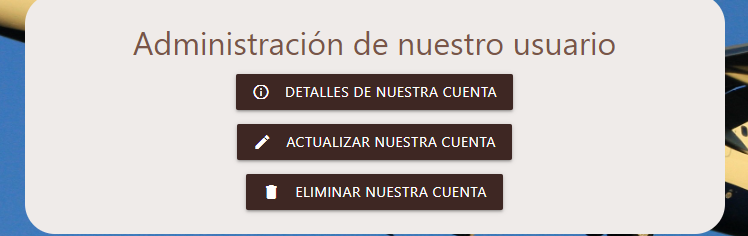 Administración de nuestro usuario
DETALLES DE NUESTRA CUENTA
ACTUALIZAR NUESTRA CUENTA
ELIMINAR NUESTRA CUENTA